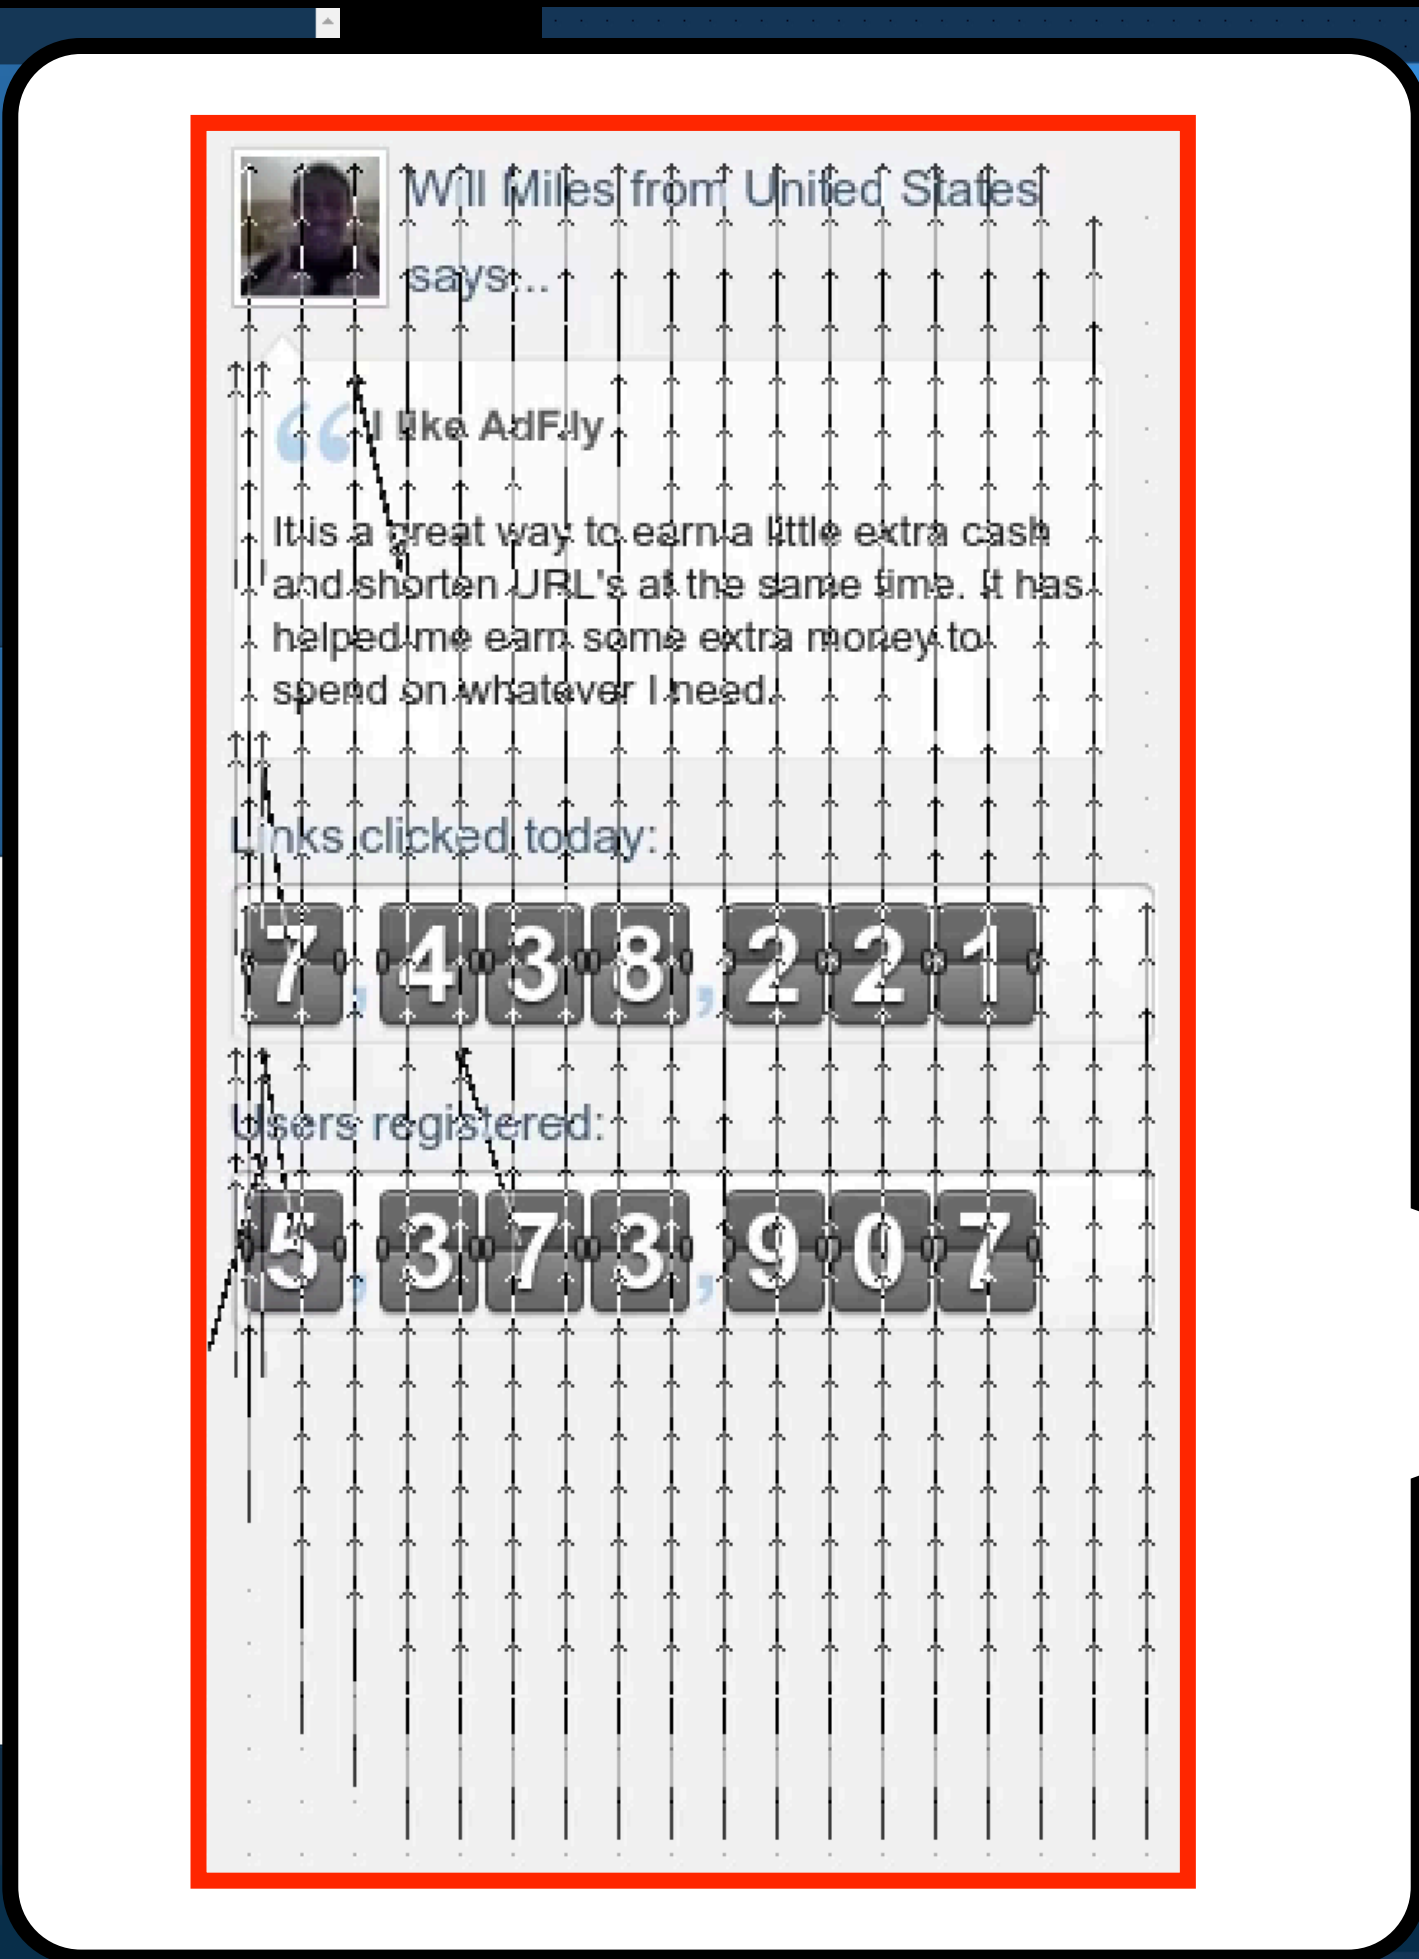 Will Miles from United States
says...
“ I like AdF.ly
It is a great way to earn a little extra cash
and shorten URL's at the same time. It has
helped me earn some extra money to
spend on whatever I need.
Links clicked today:
7,438,221
Users registered:
5,373,907